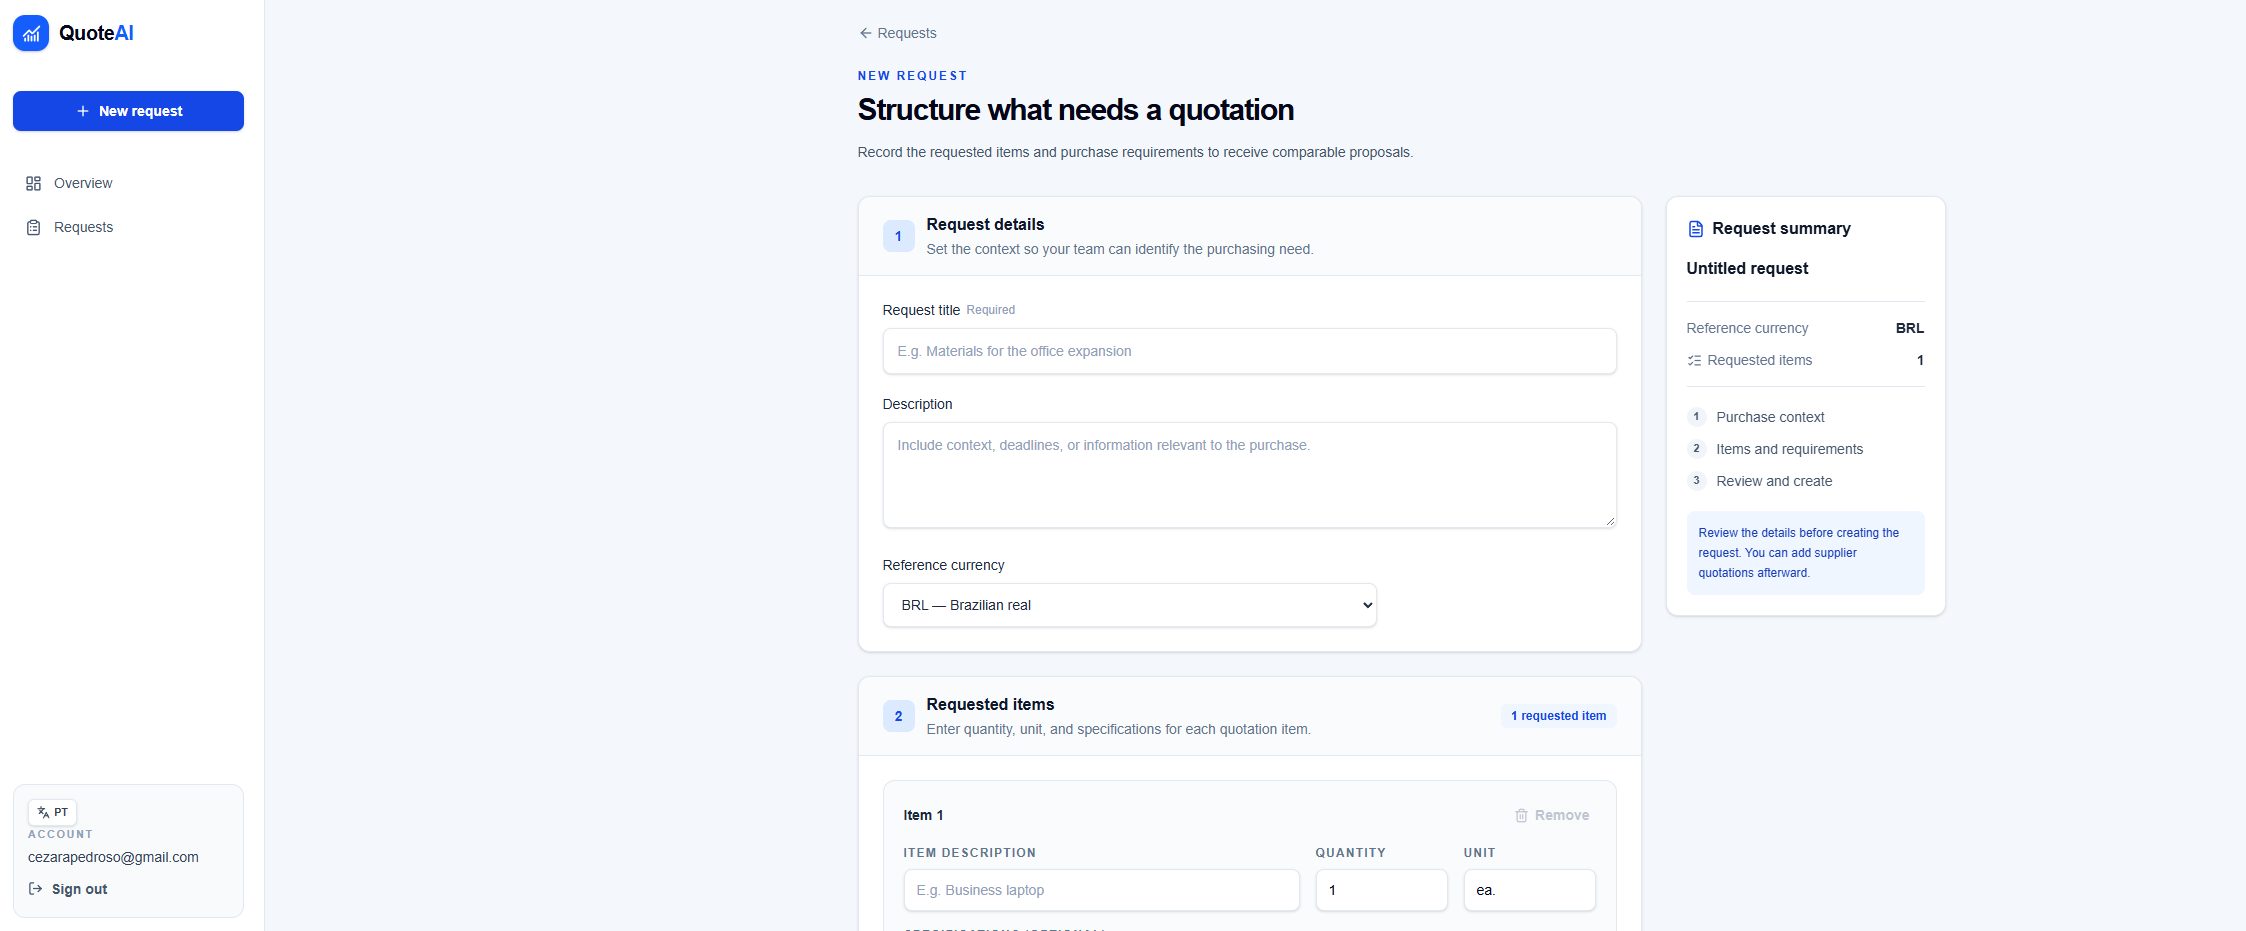 QuoteAI
New request
Overview
Requests
PT
ACCOUNT
cezarapedroso@gmail.com
Sign out
Requests
NEW REQUEST
Structure what needs a quotation
Record the requested items and purchase requirements to receive comparable proposals.
1
Request details
Set the context so your team can identify the purchasing need.
Request title Required
E.g. Materials for the office expansion
Description
Include context, deadlines, or information relevant to the purchase.
Reference currency
BRL — Brazilian real
2
Requested items
Enter quantity, unit, and specifications for each quotation item.
1 requested item
Item 1
Remove
ITEM DESCRIPTION QUANTITY UNIT
E.g. Business laptop 1 ea.
Request summary
Untitled request
Reference currency BRL
Requested items 1
1 Purchase context
2 Items and requirements
3 Review and create
Review the details before creating the
request. You can add supplier
quotations afterward.